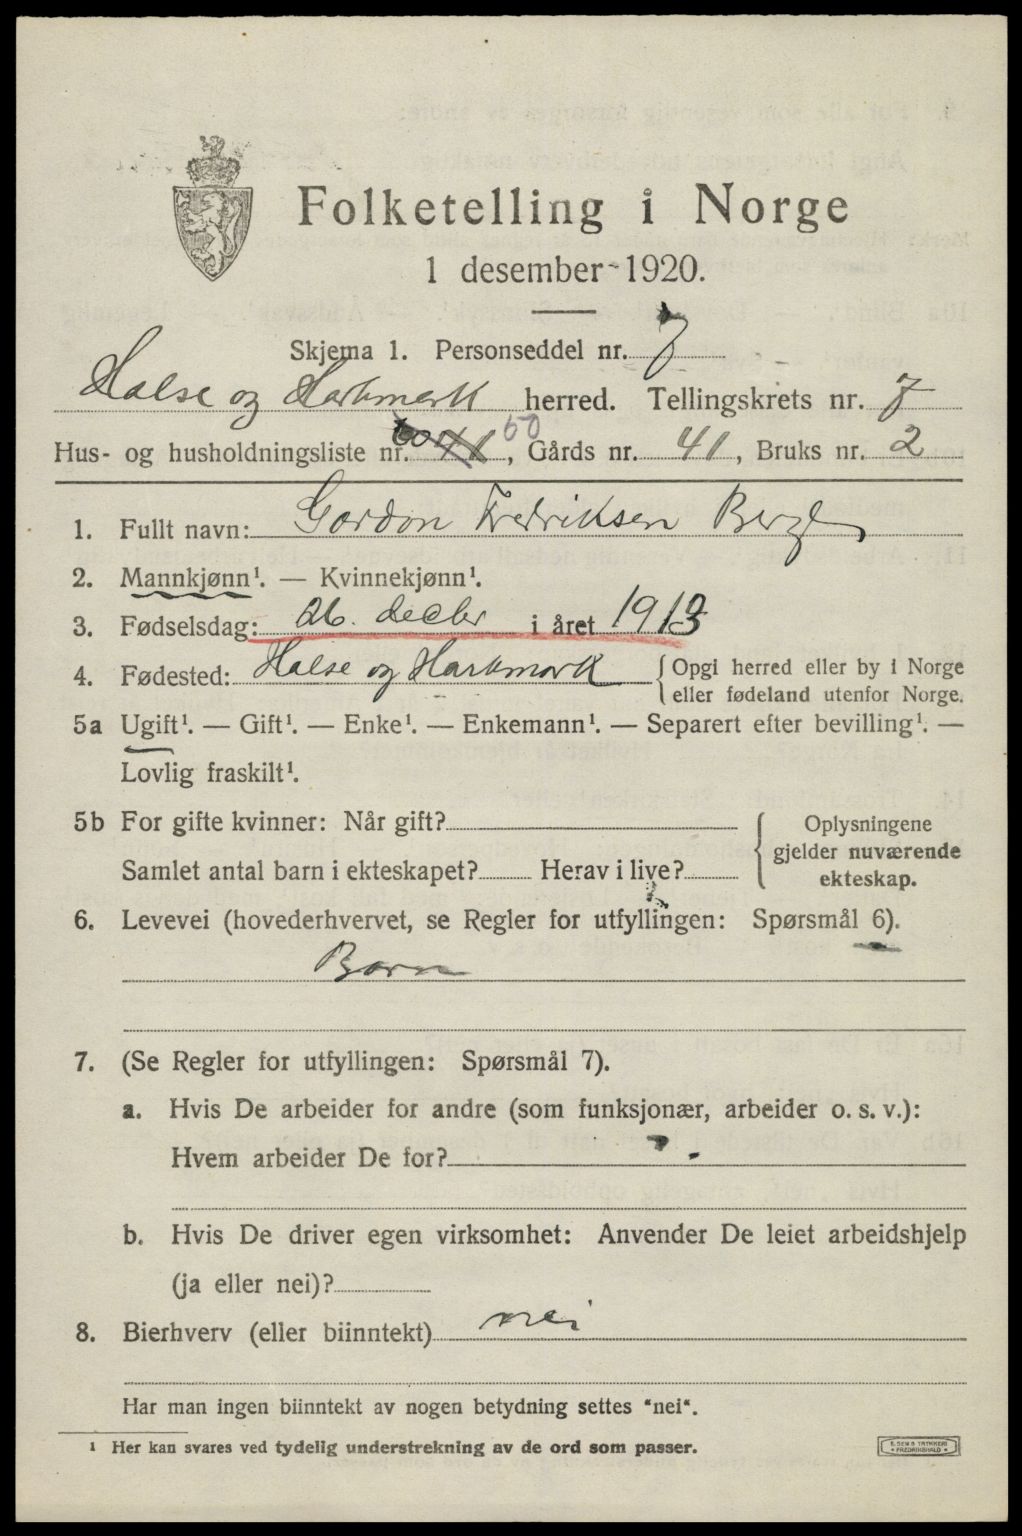 Folketelling i Norge
1 desember 1920.
Skjema 1. Personseddel nr. 7
Halse og Harkmark herred. Tellingskrets nr. 7
Hus- og husholdningsliste nr. 60 41 50, Gårds nr. 41, Bruks nr. 2
1. Fullt navn: Gordon Fredriksen Berge
2. Mannkjønn¹. — Kvinnekjønn¹.
3. Fødselsdag: 26. decbr i året 1913
4. Fødested: Halse og Harkmark {Opgi herred eller by i Norge
eller fødeland utenfor Norge.
5a Ugift¹. — Gift¹. — Enke¹. — Enkemann¹. — Separert efter bevilling¹. —
Lovlig fraskilt¹.
5b For gifte kvinner: Når gift?
Samlet antal barn i ekteskapet? Herav i live?
{Oplysningene
gjelder nuværende
ekteskap.
6. Levevei (hovederhvervet, se Regler for utfyllingen: Spørsmål 6).
Barn
7. (Se Regler for utfyllingen: Spørsmål 7).
a. Hvis De arbeider for andre (som funksjonær, arbeider o. s. v.):
Hvem arbeider De for?
b. Hvis De driver egen virksomhet: Anvender De leiet arbeidshjelp
(ja eller nei)?
8. Bierhverv (eller biinntekt) nei
Har man ingen biinntekt av nogen betydning settes "nei".
¹ Her kan svares ved tydelig understrekning av de ord som passer.